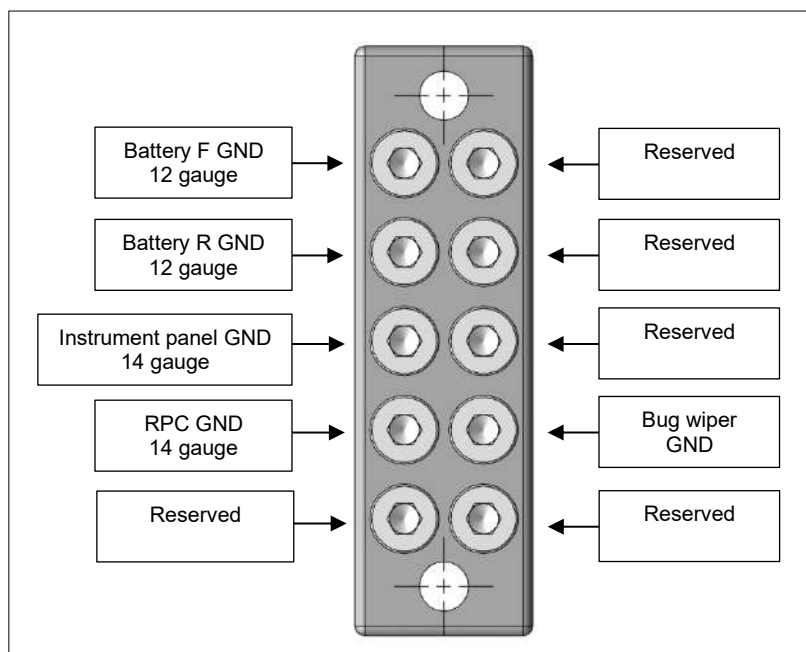 Battery F GND
12 gauge
Reserved
Battery R GND
12 gauge
Reserved
Instrument panel GND
14 gauge
Reserved
RPC GND
14 gauge
Bug wiper
GND
Reserved
Reserved